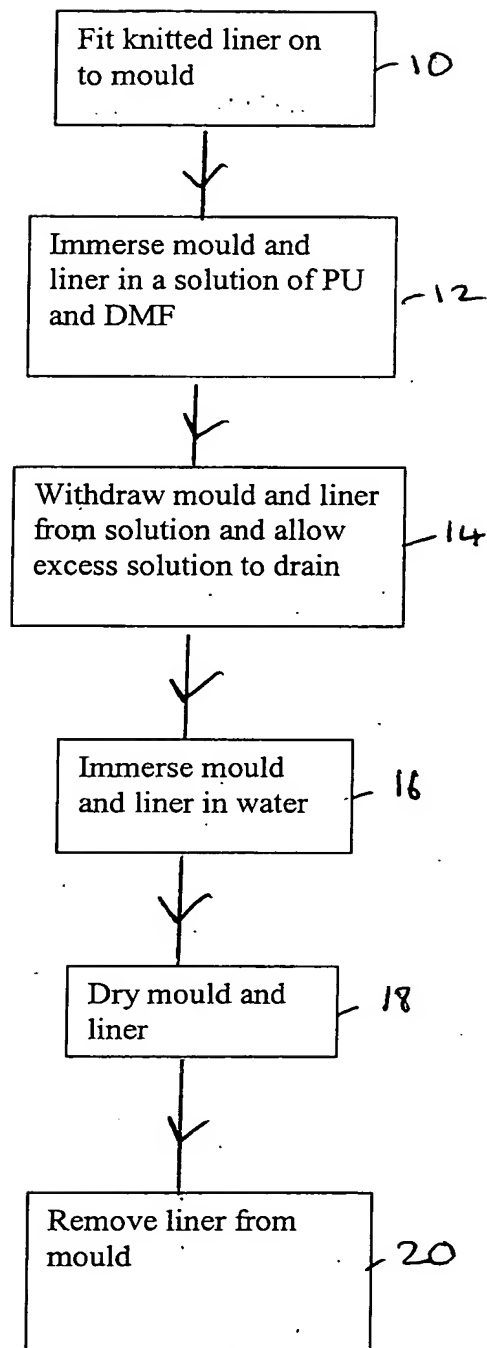 Fit knitted liner on
to mould
10
Immerse mould and
liner in a solution of PU
and DMF
12
Withdraw mould and liner
from solution and allow
excess solution to drain
14
Immerse mould
and liner in water
16
Dry mould and
liner
18
Remove liner from
mould
20